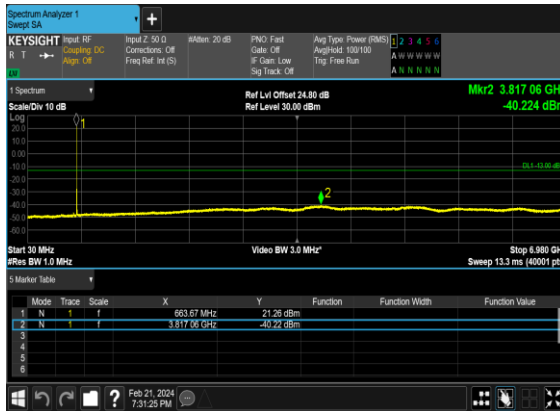 Spectrum Analyzer 1
Swept SA
+
KEYSIGHT
R T
Input: RF
Coupling: DC
Align: Off
Input Z: 50 Ω
Corrections: Off
Freq Ref: Int (S)
#Atten: 20 dB
PNO: Fast
Gate: Off
IF Gain: Low
Sig Track: Off
Avg Type: Power (RMS)
Avg|Hold: 100/100
Trig: Free Run
1 2 3 4 5 6
A W W W W W
A N N N N N
1 Spectrum
Scale/Div 10 dB
Ref Lvl Offset 24.80 dB
Ref Level 30.00 dBm
Mkr2 3.817 06 GH
-40.224 dBr
Log
20.0
10.0
0.00
-10.0
-20.0
-30.0
-40.0
-50.0
-60.0
1
2
DL1 -13.00 dB
Start 30 MHz
#Res BW 1.0 MHz
Video BW 3.0 MHz*
Stop 6.980 GH
Sweep 13.3 ms (40001 pt
5 Marker Table
Mode Trace Scale X Y Function Function Width Function Value
1 N 1 f 663.67 MHz 21.26 dBm
2 N 1 f 3.817 06 GHz -40.22 dBm
3
4
5
6
?
Feb 21, 2024
7:31:25 PM